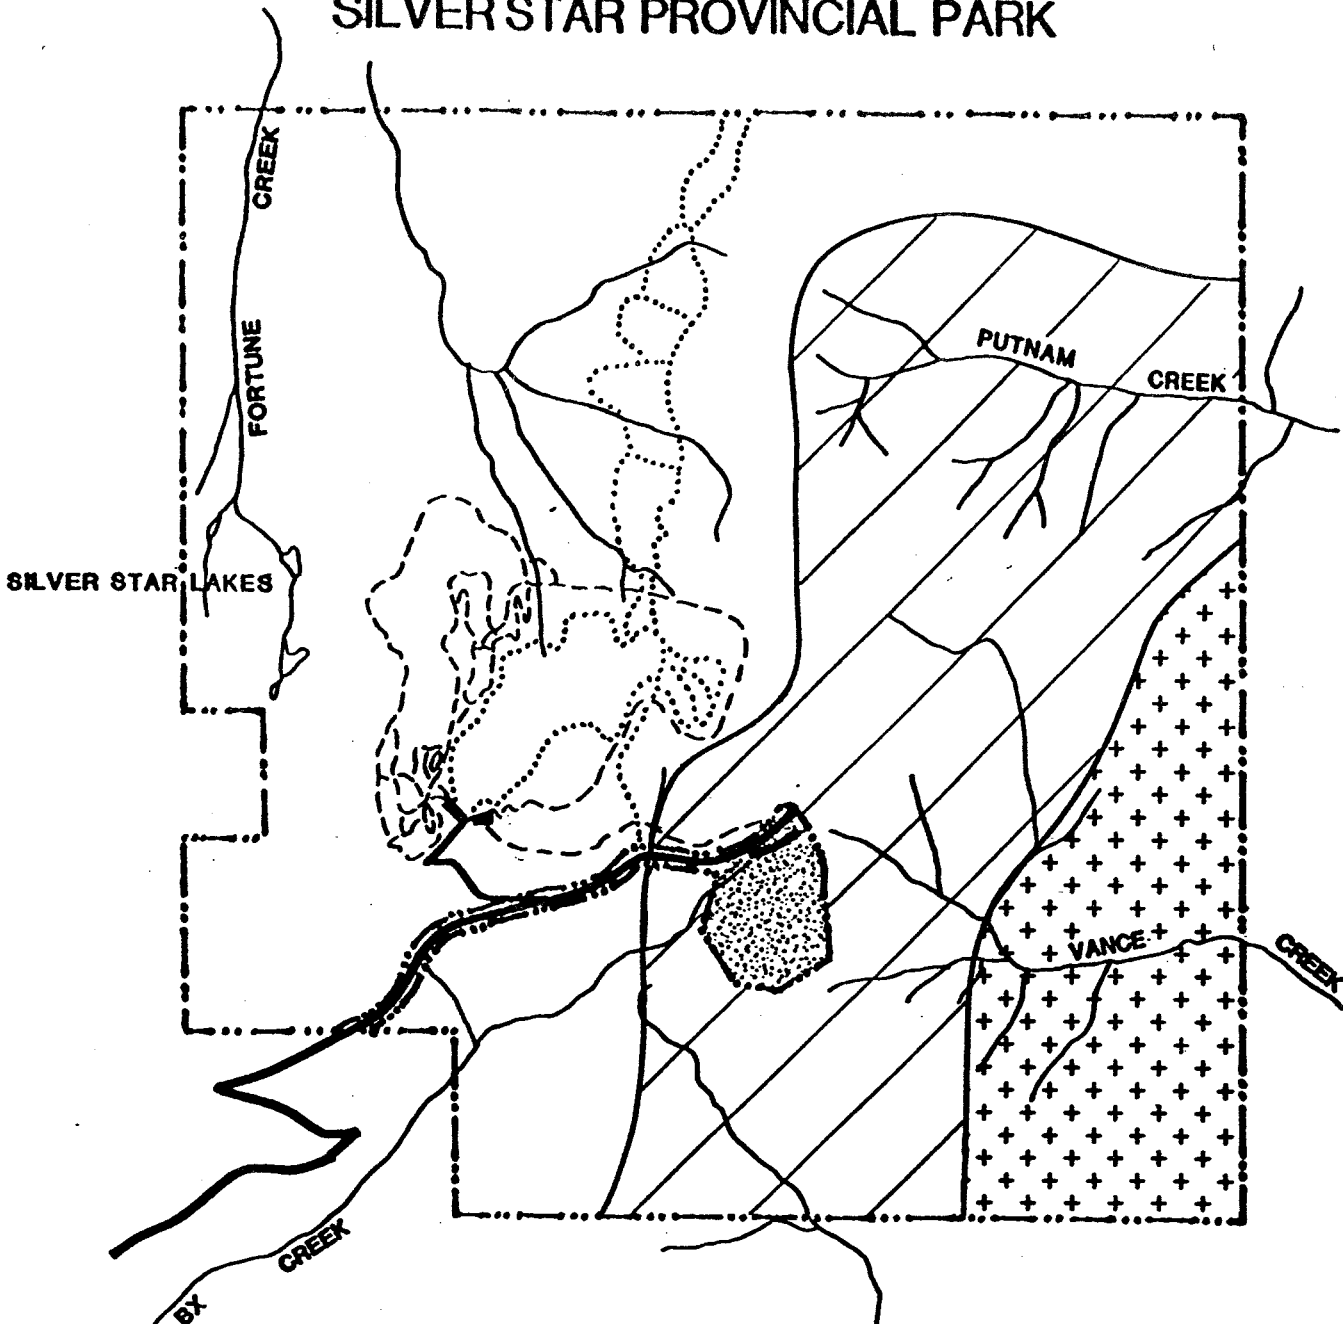 SILVER STAR PROVINCIAL PARK
CREEK
FORTUNE
PUTNAM
CREEK
SILVER STAR LAKES
VANCE
CREEK
CREEK
BX